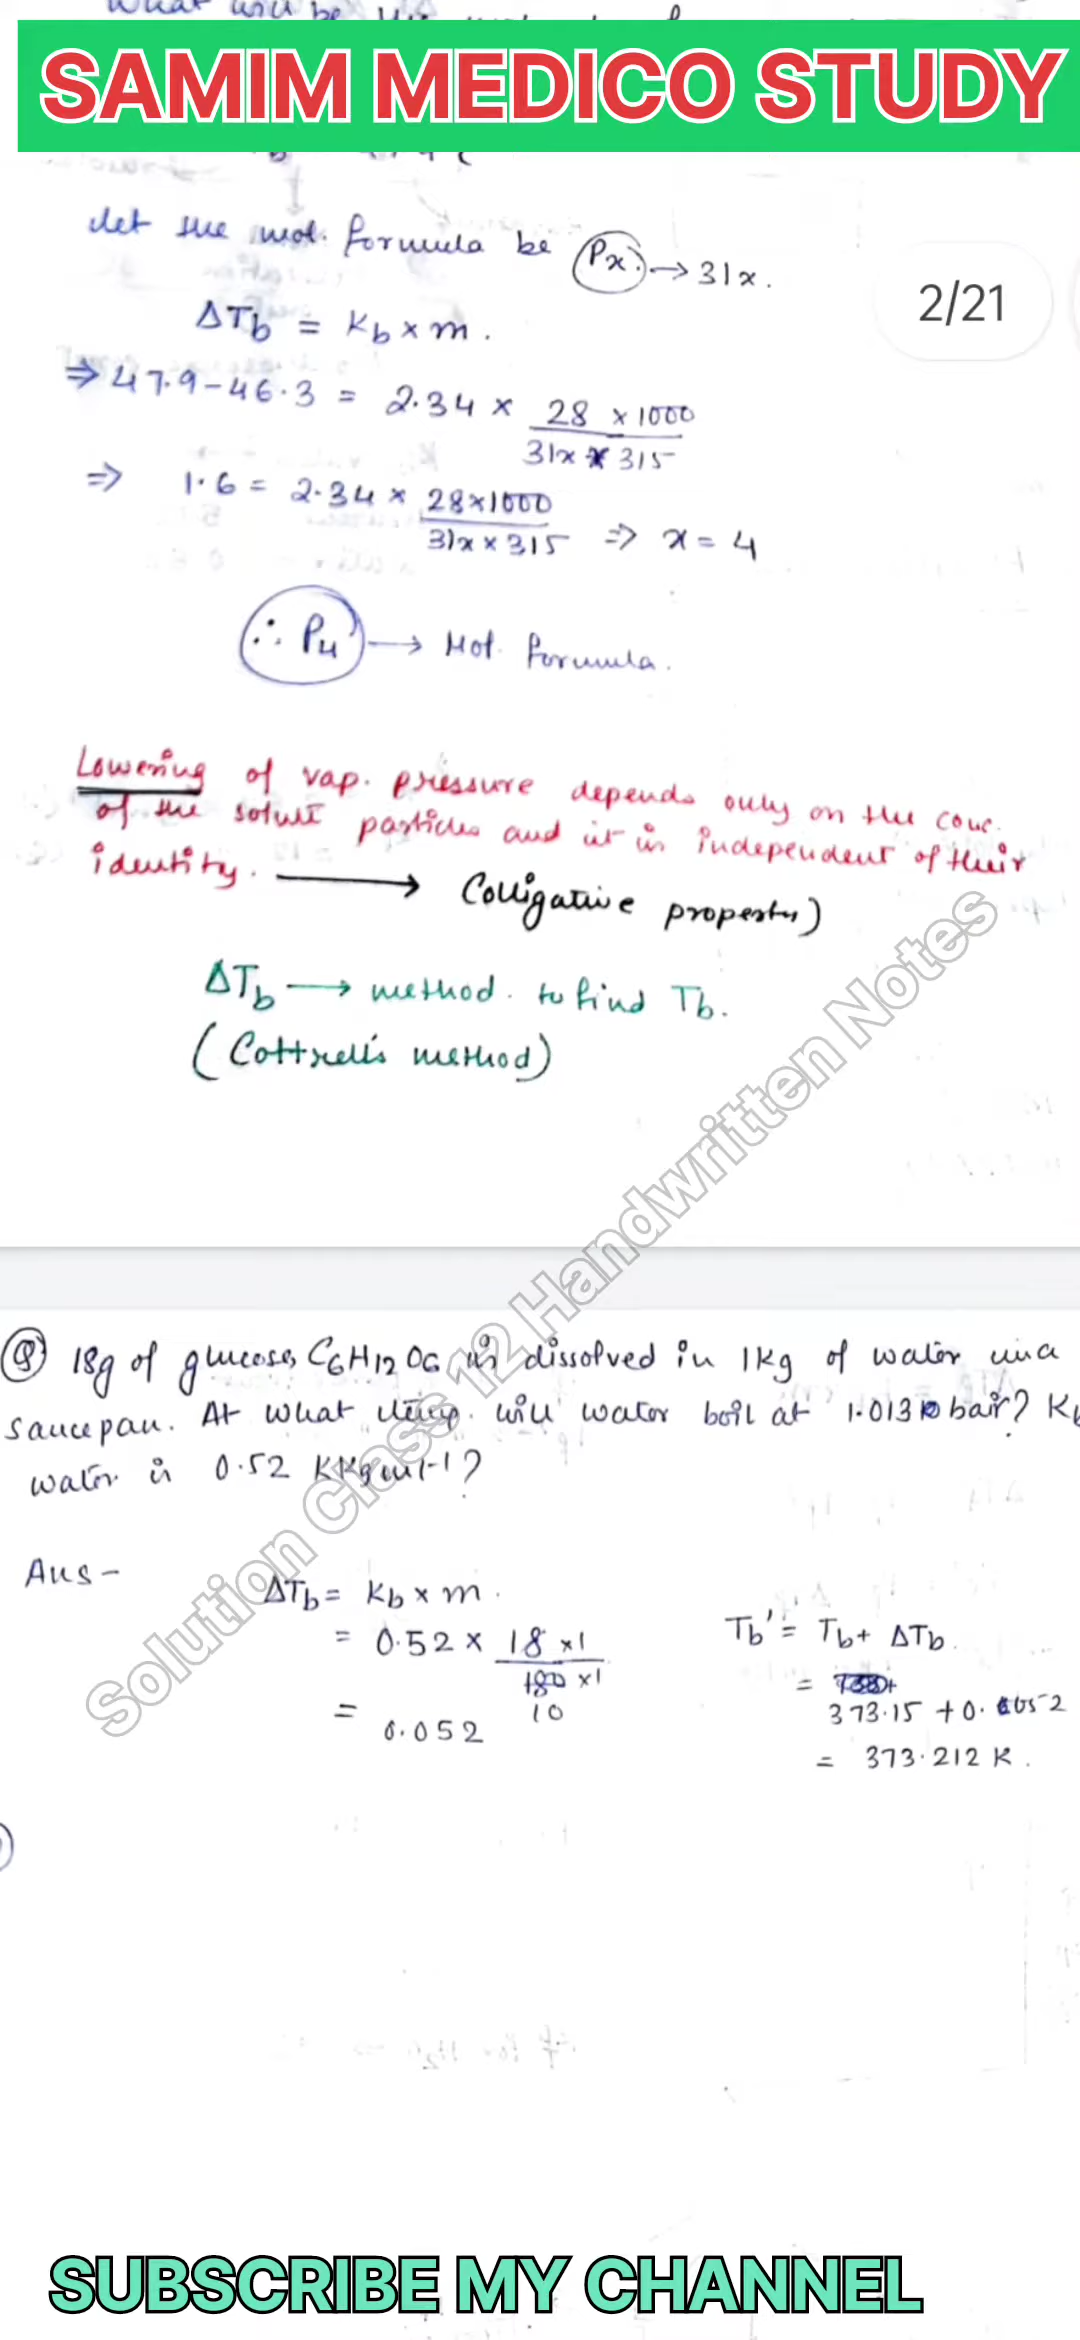 What will be
SAMIM MEDICO STUDY
Let the mol. formula be Px → 31x.
2/21
ΔTb = Kb × m.
⇒ 47.9 - 46.3 = 2.34 × 28 × 1000
31x × 315
⇒ 1.6 = 2.34 × 28×1000
31x × 315 ⇒ x = 4
∴ P4 → Mol. formula.
Lowering of vap. pressure depends only on the conc.
of the solute particles and it is independent of their
identity. → Colligative property)
ΔTb → method. to find Tb.
(Cottrell's method)
Solution Class 12 Handwritten Notes
Q 18g of glucose, C6H12O6 is dissolved in 1Kg of water in a
saucepan. At what temp. will water boil at 1.013 bar? Kb
water is 0.52 K Kg mol-1?
Ans -
ΔTb = Kb × m.
= 0.52 × 18 × 1
180 × 1
10
= 0.052
Tb' = Tb + ΔTb.
=
373.15 + 0.052
= 373.212 K.
SUBSCRIBE MY CHANNEL